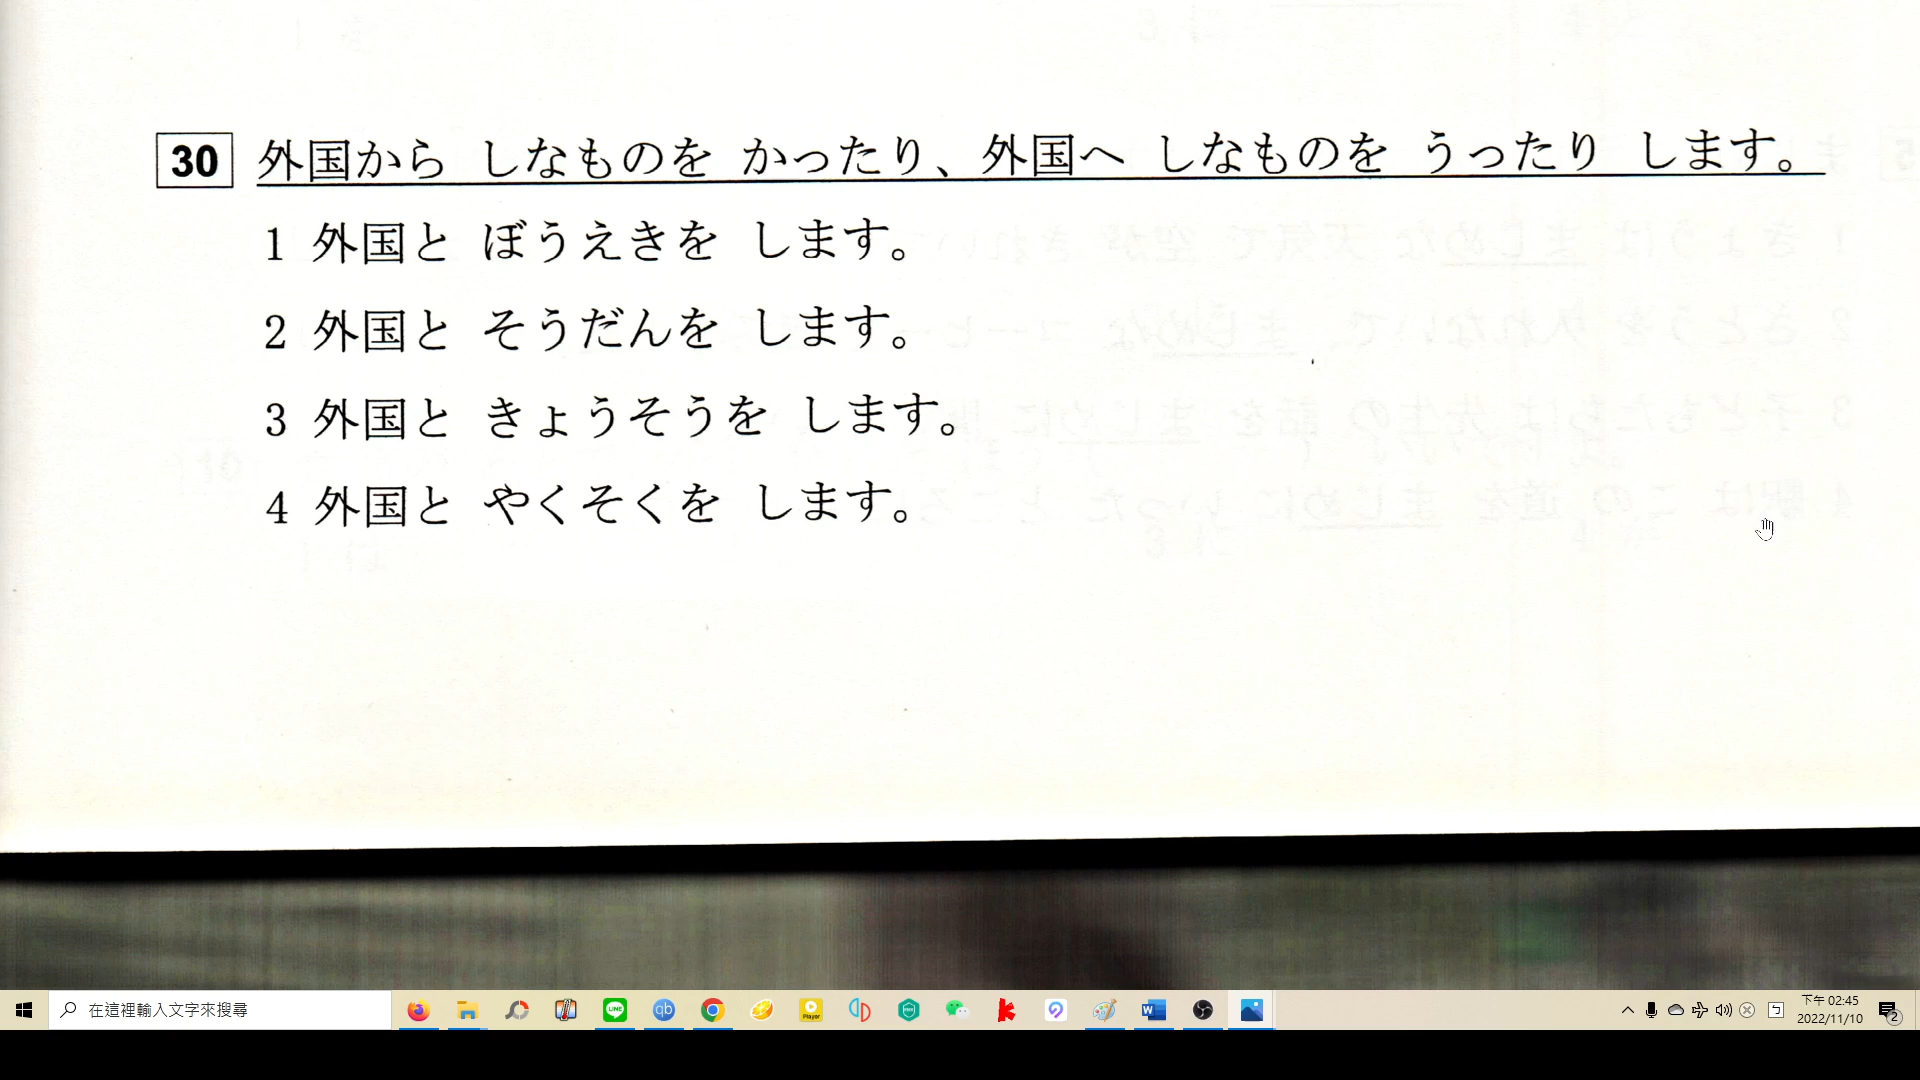 30 外国から しなものを かったり、外国へ しなものを うったり します。
1 外国と ぼうえきを します。
2 外国と そうだんを します。
3 外国と きょうそうを します。
4 外国と やくそくを します。
在這裡輸入文字來搜尋
下午 02:45
2022/11/10
2